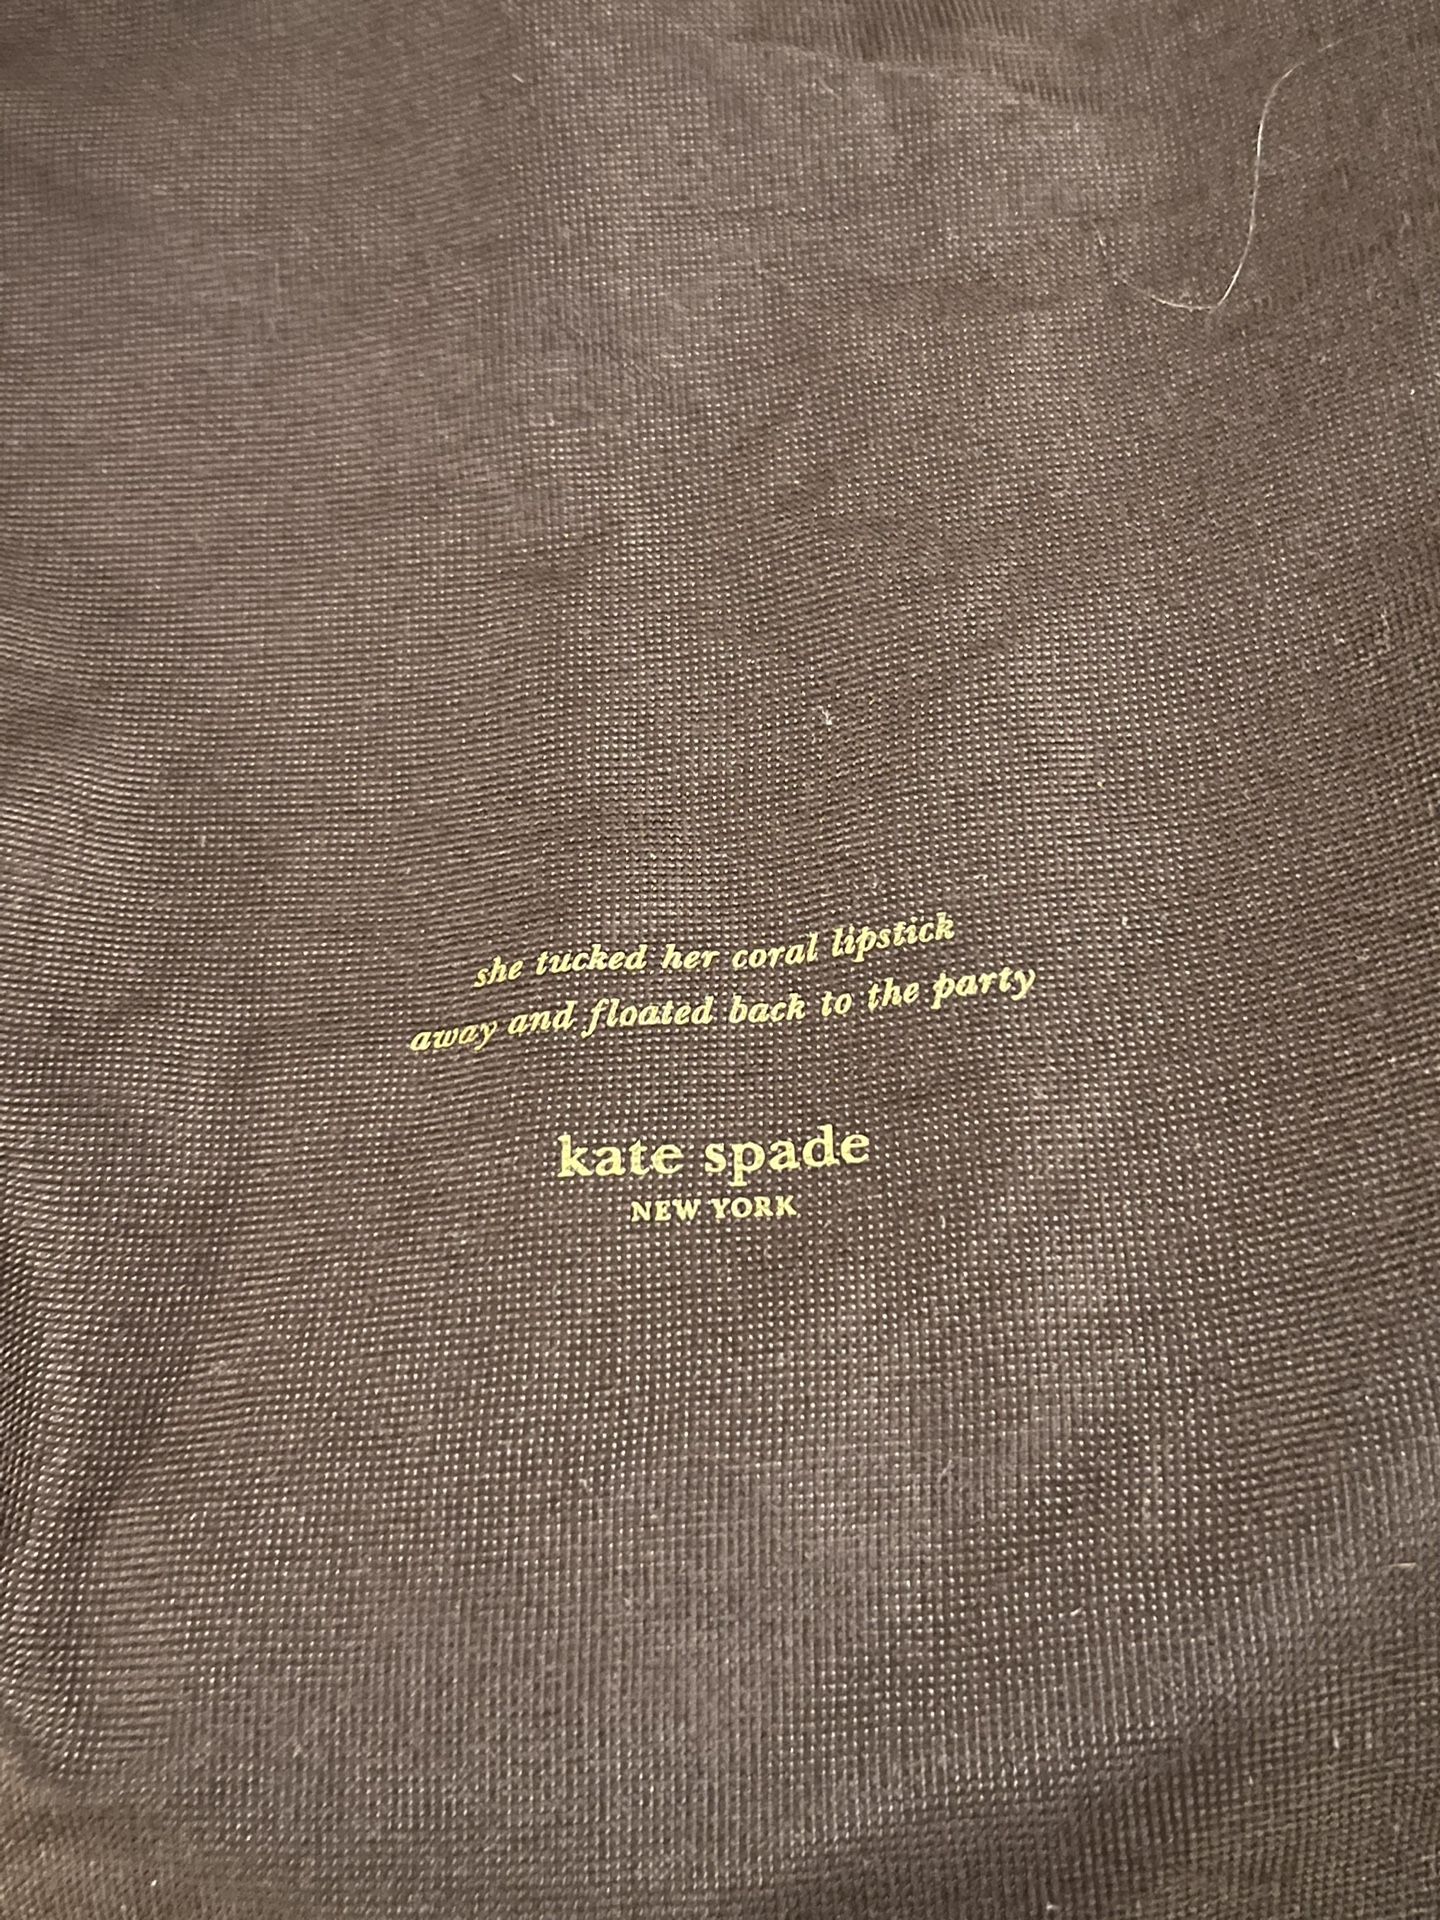 she tucked her coral lipstick
away and floated back to the party
kate spade
NEW YORK